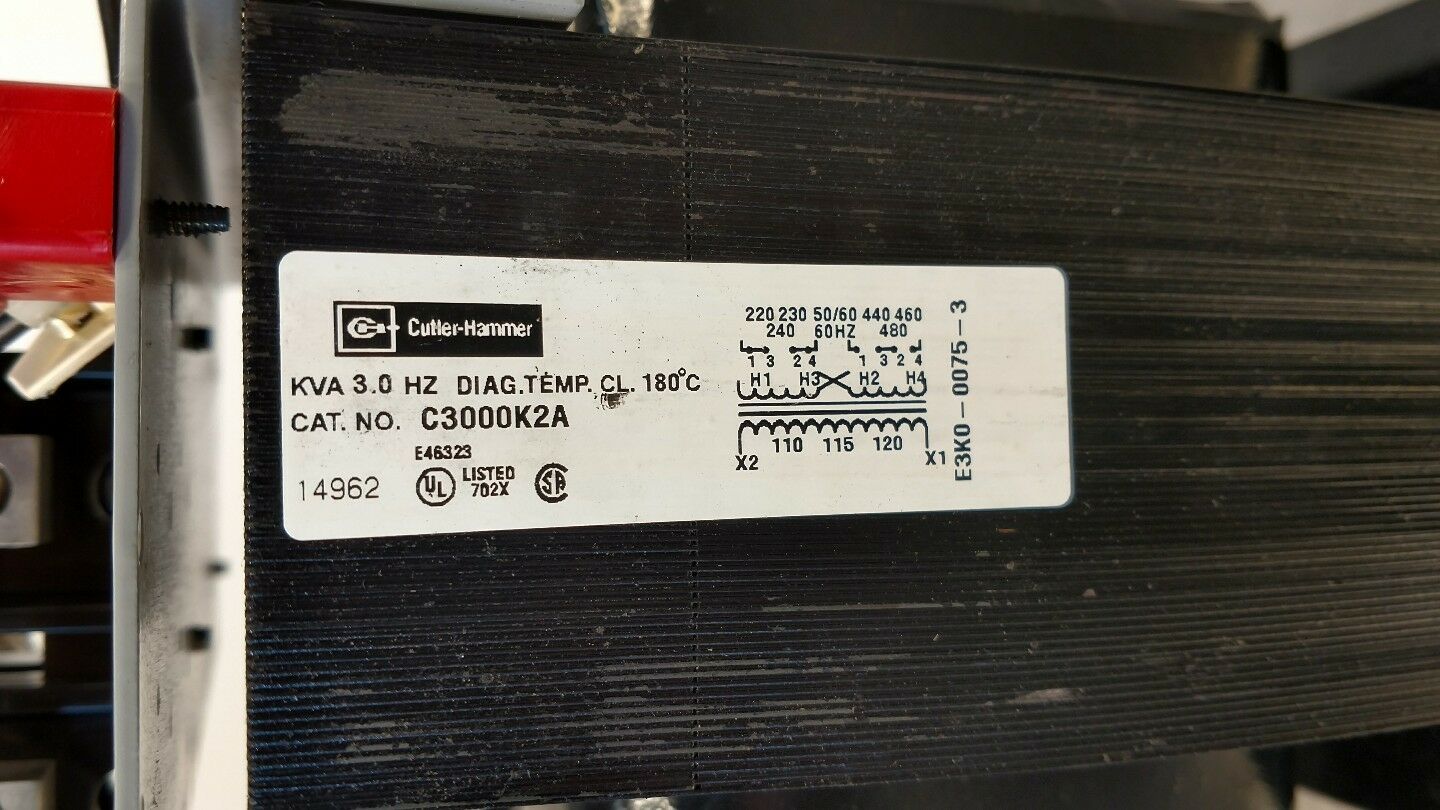 Cutler-Hammer
KVA 3.0 HZ DIAG.TEMP. CL. 180°C
CAT. NO. C3000K2A
E46323
14962 UL LISTED 702X SA
220 230 50/60 440 460
240 60HZ 480
1 3 2 4 1 3 2 4
H1 H3 H2 H4
110 115 120
X2 X1
E3K0-0075-3